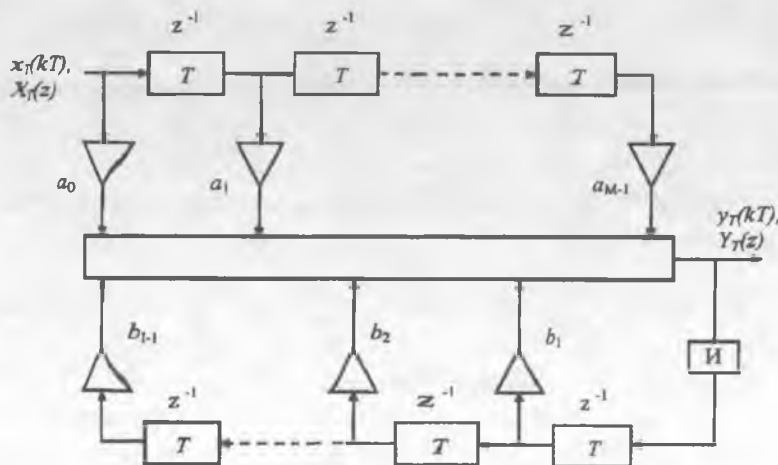 z⁻¹ z⁻¹ z⁻¹
x_T(kT),
X_T(z)
T T T
a₀ a₁ a_{M-1}
y_T(kT),
Y_T(z)
b_{l-1} b₂ b₁
И
z⁻¹ z⁻¹ z⁻¹
T T T